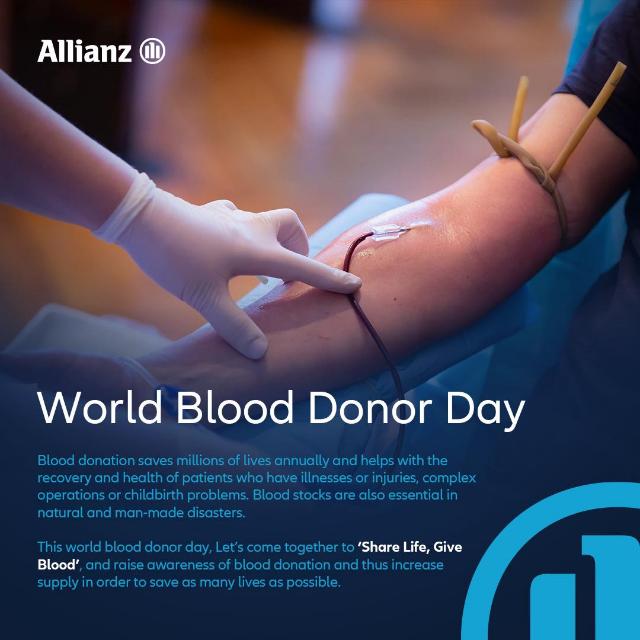 Allianz
World Blood Donor Day
Blood donation saves millions of lives annually and helps with the
recovery and health of patients who have illnesses or injuries, complex
operations or childbirth problems. Blood stocks are also essential in
natural and man-made disasters.
This world blood donor day, Let's come together to 'Share Life, Give
Blood', and raise awareness of blood donation and thus increase
supply in order to save as many lives as possible.